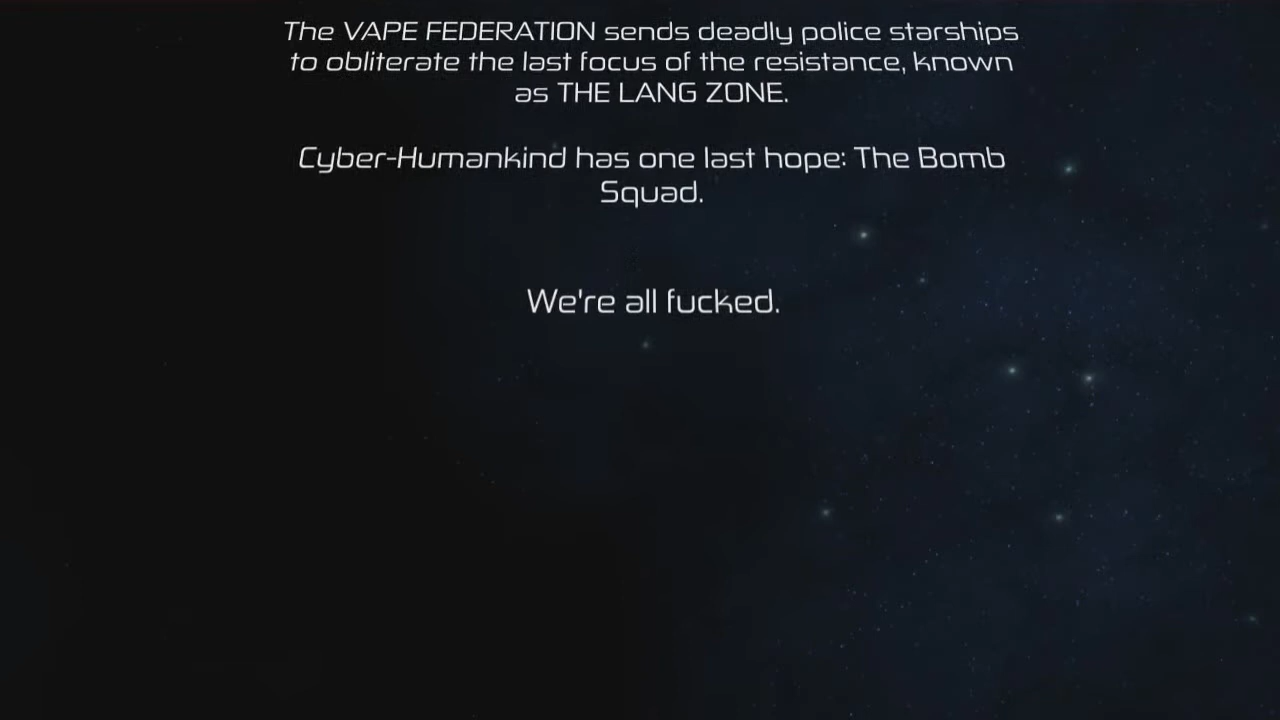 The VAPE FEDERATION sends deadly police starships
to obliterate the last focus of the resistance, known
as THE LANG ZONE.
Cyber-Humankind has one last hope: The Bomb
Squad.
We're all fucked.